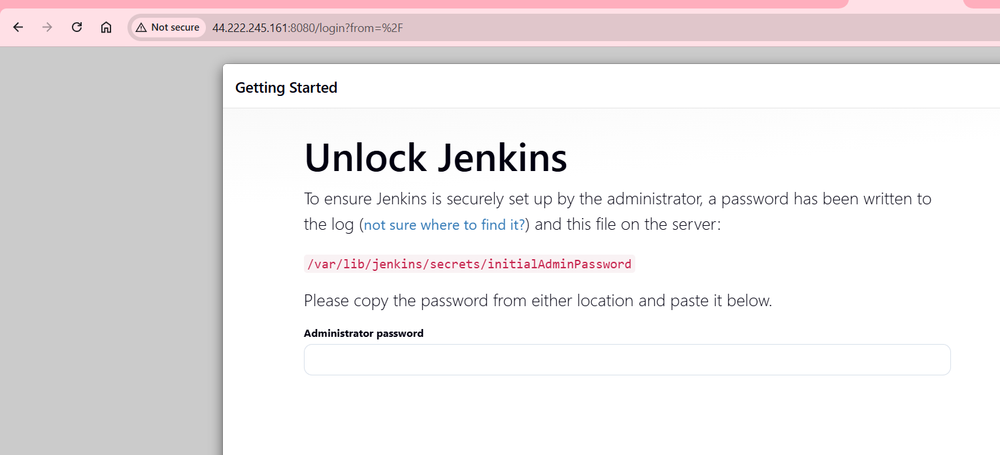 Not secure 44.222.245.161:8080/login?from=%2F
Getting Started
Unlock Jenkins
To ensure Jenkins is securely set up by the administrator, a password has been written to
the log (not sure where to find it?) and this file on the server:
/var/lib/jenkins/secrets/initialAdminPassword
Please copy the password from either location and paste it below.
Administrator password